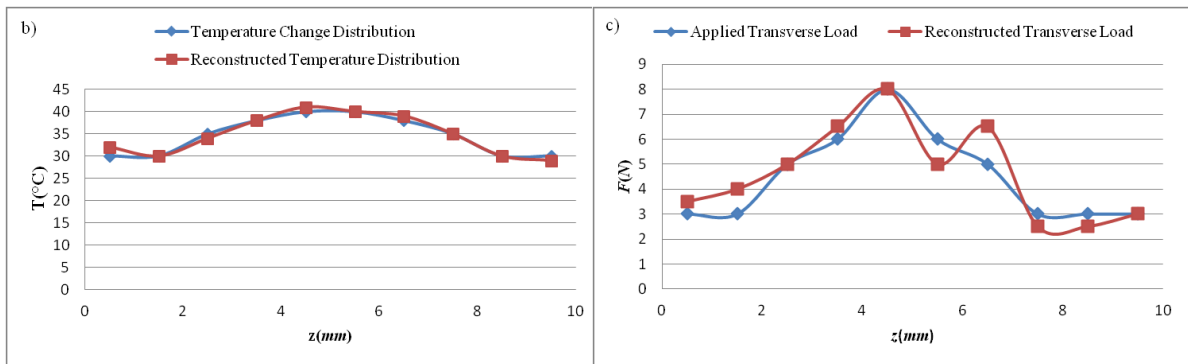 b)
Temperature Change Distribution
Reconstructed Temperature Distribution
45
40
35
30
25
20
15
10
5
0
T(°C)
0 2 4 6 8 10
z(mm)
c)
Applied Transverse Load Reconstructed Transverse Load
9
8
7
6
5
4
3
2
1
0
F(N)
0 2 4 6 8 10
z(mm)